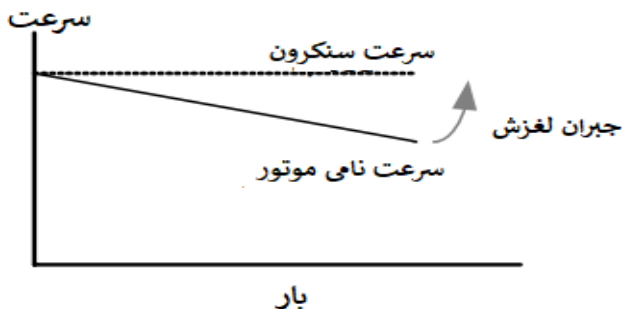 سرعت
سرعت سنکرون
جبران لغزش
سرعت نامی موتور
بار